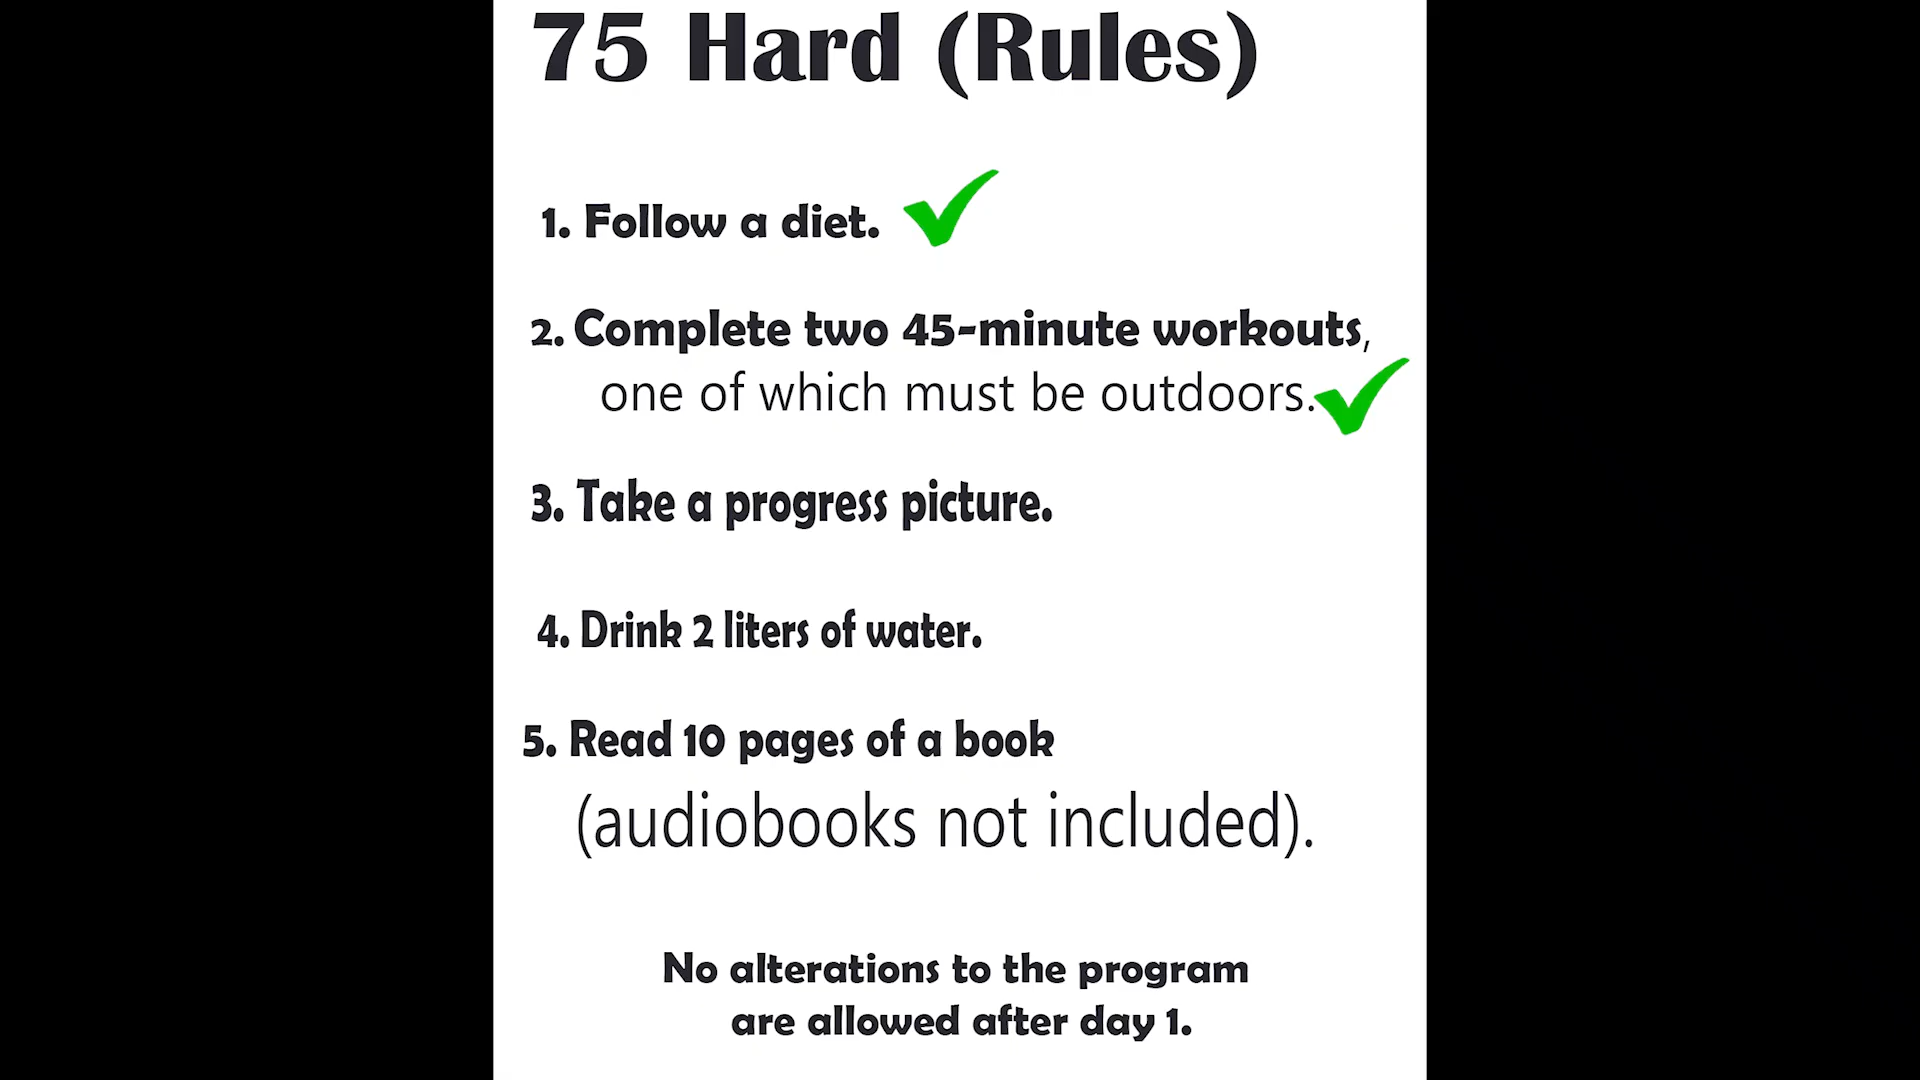 75 Hard (Rules)
1. Follow a diet.
2. Complete two 45-minute workouts,
one of which must be outdoors.
3. Take a progress picture.
4. Drink 2 liters of water.
5. Read 10 pages of a book
(audiobooks not included).
No alterations to the program
are allowed after day 1.